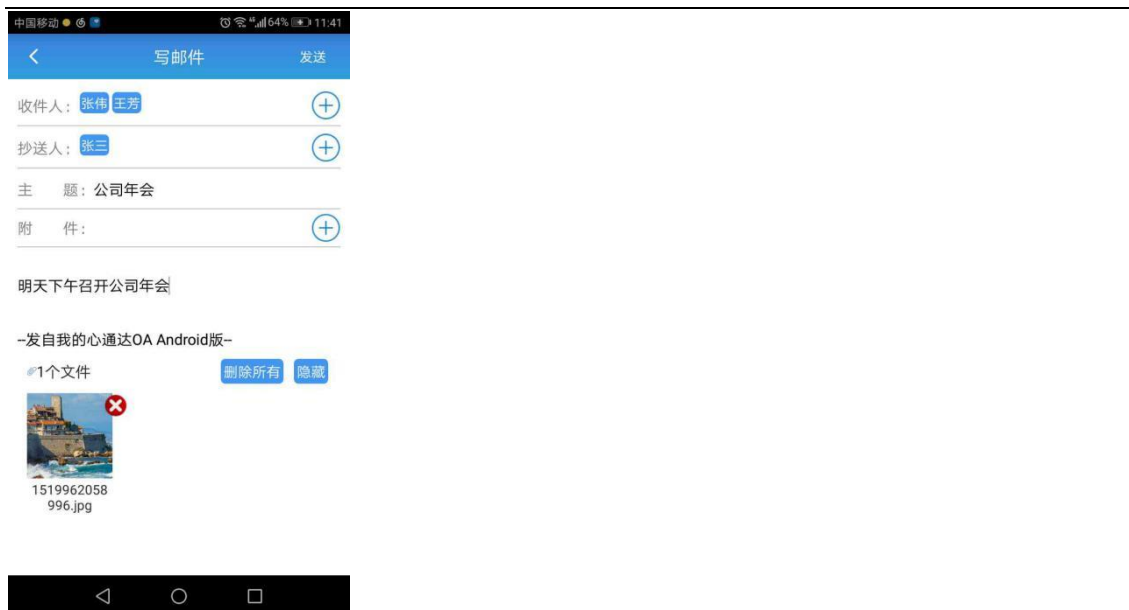 中国移动 64% 11:41
写邮件 发送
收件人: 张伟 王芳
抄送人: 张三
主 题: 公司年会
附 件:
明天下午召开公司年会
--发自我的心通达OA Android版--
1个文件 删除所有 隐藏
1519962058
996.jpg